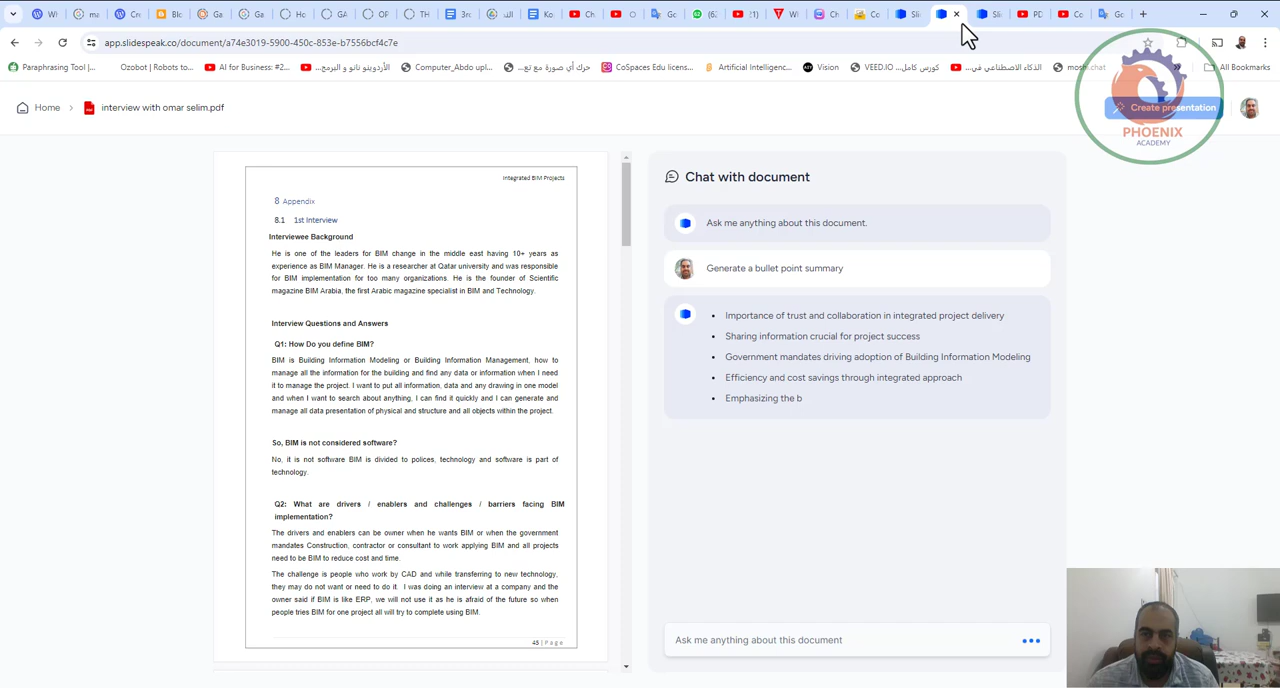 app.slidespeak.co/document/a74e3019-5900-450c-853e-b7556bcf4c7e
Paraphrasing Tool |...
Ozobot | Robots to...
AI for Business: #2...
الأردوينو نانو و البرمج...
Computer_Abot uplo...
حرك أي صورة مع تع...
CoSpaces Edu licens...
Artificial Intelligenc...
Vision
VEED.IO كورس كامل...
الذكاء الاصطناعي في...
moshi.chat
All Bookmarks
Home
interview with omar selim.pdf
Create presentation
PHOENIX
ACADEMY
Integrated BIM Projects
8 Appendix
8.1 1st Interview
Interviewee Background
He is one of the leaders for BIM change in the middle east having 10+ years as
experience as BIM Manager. He is a researcher at Qatar university and was responsible
for BIM implementation for too many organizations. He is the founder of Scientific
magazine BIM Arabia, the first Arabic magazine specialist in BIM and Technology.
Interview Questions and Answers
Q1: How Do you define BIM?
BIM is Building Information Modeling or Building Information Management, how to
manage all the information for the building and find any data or information when I need
it to manage the project. I want to put all information, data and any drawing in one model
and when I want to search about anything, I can find it quickly and I can generate and
manage all data presentation of physical and structure and all objects within the project.
So, BIM is not considered software?
No, it is not software BIM is divided to polices, technology and software is part of
technology.
Q2: What are drivers / enablers and challenges / barriers facing BIM
implementation?
The drivers and enablers can be owner when he wants BIM or when the government
mandates Construction, contractor or consultant to work applying BIM and all projects
need to be BIM to reduce cost and time.
The challenge is people who work by CAD and while transferring to new technology,
they may do not want or need to do it. I was doing an interview at a company and the
owner said if BIM is like ERP, we will not use it as he is afraid of the future so when
people tries BIM for one project all will try to complete using BIM.
45 | Page
Chat with document
Ask me anything about this document.
Generate a bullet point summary
• Importance of trust and collaboration in integrated project delivery
• Sharing information crucial for project success
• Government mandates driving adoption of Building Information Modeling
• Efficiency and cost savings through integrated approach
• Emphasizing the b
Ask me anything about this document